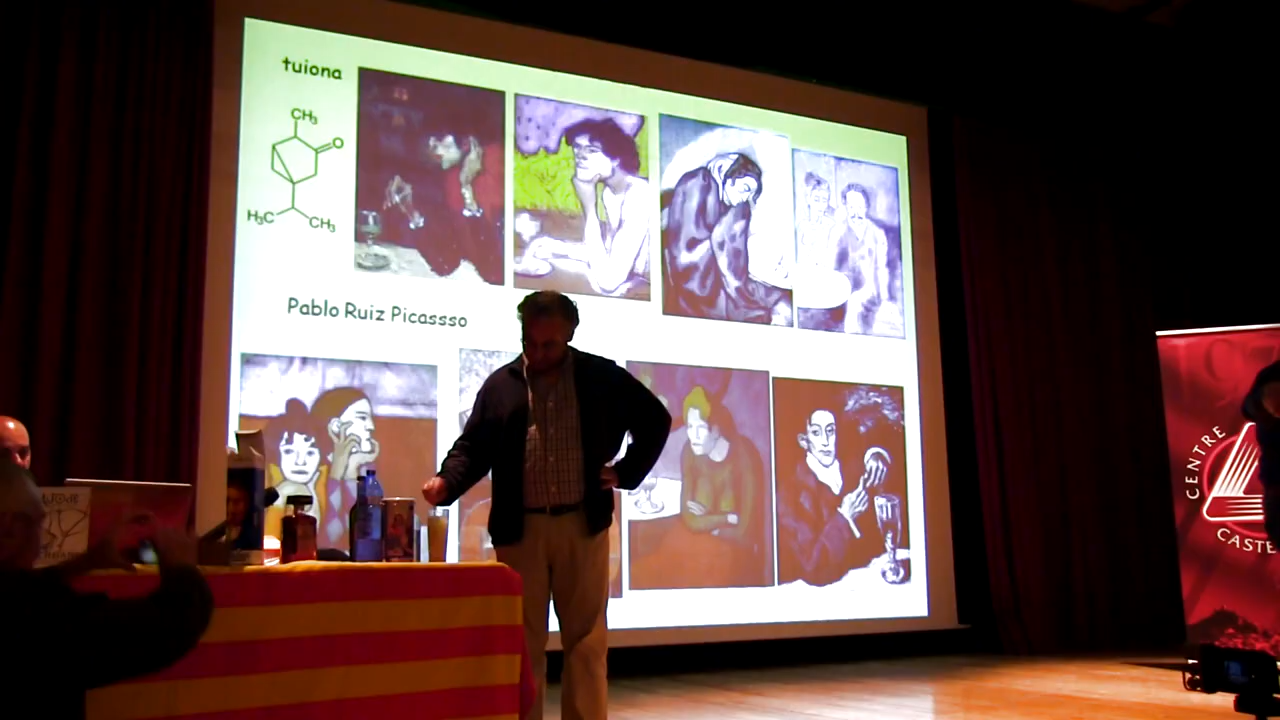 tuiona
CH₃
O
H₃C
CH₃
Pablo Ruiz Picassso
CENTRE
CASTE